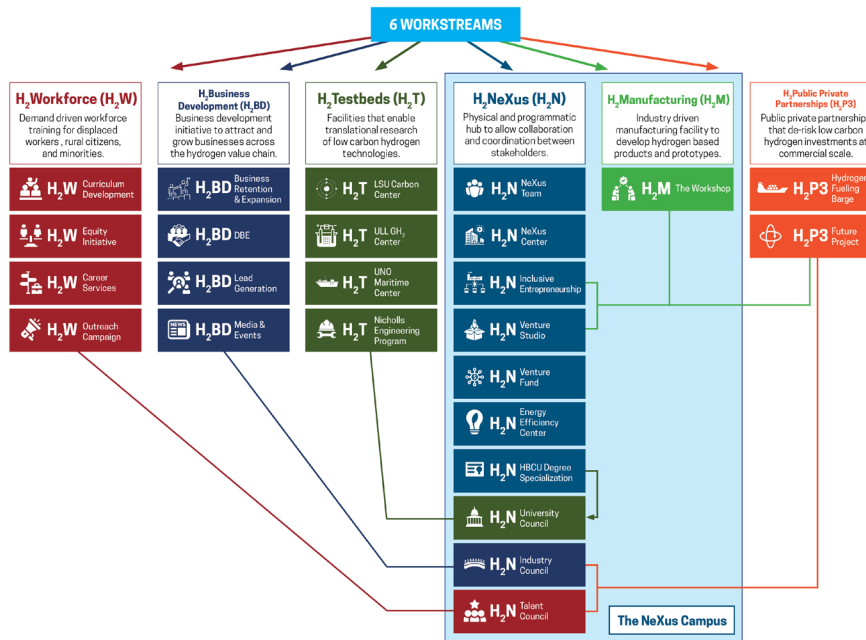 6 WORKSTREAMS
H2Workforce (H2W)
Demand driven workforce
training for displaced
workers , rural citizens,
and minorities.
H2W Curriculum
Development
H2W Equity
Initiative
H2W Career
Services
H2W Outreach
Campaign
H2Business
Development (H2BD)
Business development
initiative to attract and
grow businesses across
the hydrogen value chain.
H2BD Business
Retention
& Expansion
H2BD DBE
H2BD Lead
Generation
NEWS
H2BD Media &
Events
H2Testbeds (H2T)
Facilities that enable
translational research
of low carbon hydrogen
technologies.
H2T LSU Carbon
Center
H2T ULL GH2
Center
H2T UNO
Maritime
Center
H2T Nicholls
Engineering
Program
H2NeXus (H2N)
Physical and programmatic
hub to allow collaboration
and coordination between
stakeholders.
H2N NeXus
Team
H2N NeXus
Center
H2N Inclusive
Entrepreneurship
H2N Venture
Studio
H2N Venture
Fund
H2N Energy
Efficiency
Center
H2N HBCU Degree
Specialization
H2N University
Council
H2N Industry
Council
H2N Talent
Council
H2Manufacturing (H2M)
Industry driven
manufacturing facility to
develop hydrogen based
products and prototypes.
H2M The Workshop
H2Public Private
Partnerships (H2P3)
Public private partnership
that de-risk low carbon
hydrogen investments at
commercial scale.
H2P3 Hydrogen
Fueling
Barge
H2P3 Future
Project
The NeXus Campus